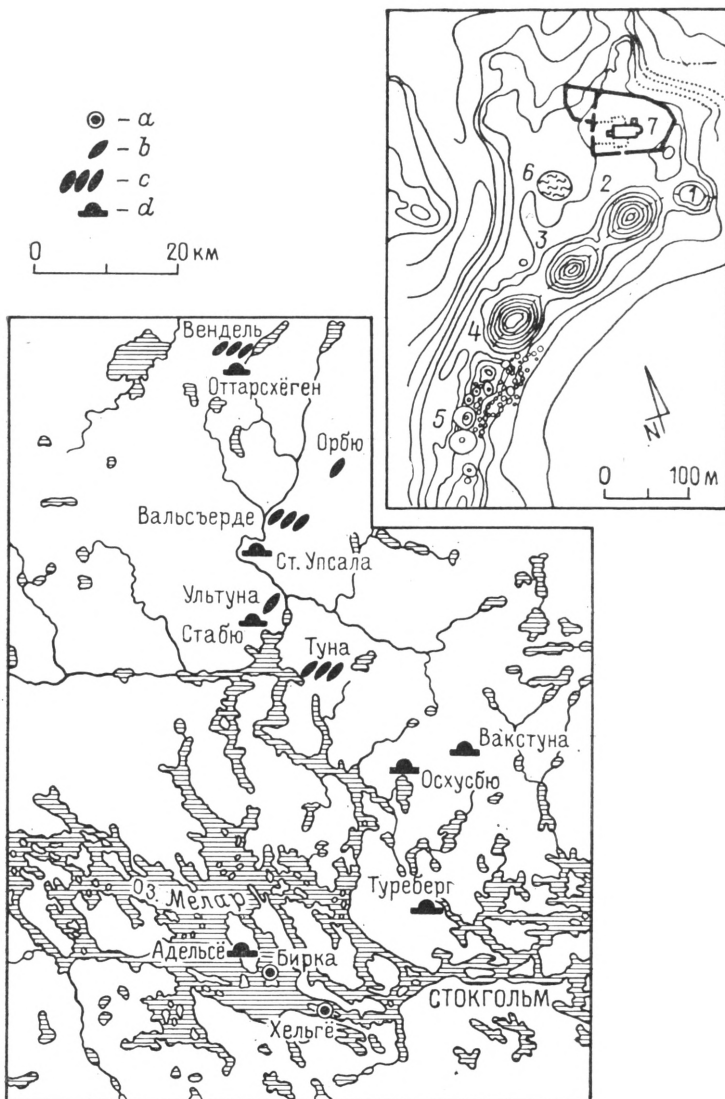 – a
– b
– c
– d
0 20 км
7
6
2
1
3
4
5
N
0 100 м
Вендель
Оттарсхёген
Орбю
Вальсъерде
Ст. Упсала
Ультуна
Стабю
Туна
Вакстуна
Осхусбю
Туреберг
Оз. Мелар
Адельсё
Бирка
СТОКГОЛЬМ
Хельгё